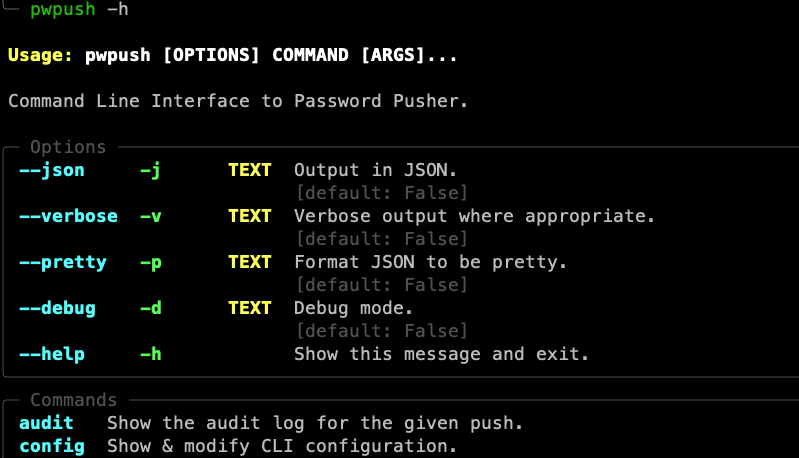 pwpush -h
Usage: pwpush [OPTIONS] COMMAND [ARGS]...
Command Line Interface to Password Pusher.
Options
--json -j TEXT Output in JSON.
[default: False]
--verbose -v TEXT Verbose output where appropriate.
[default: False]
--pretty -p TEXT Format JSON to be pretty.
[default: False]
--debug -d TEXT Debug mode.
[default: False]
--help -h Show this message and exit.
Commands
audit Show the audit log for the given push.
config Show & modify CLI configuration.